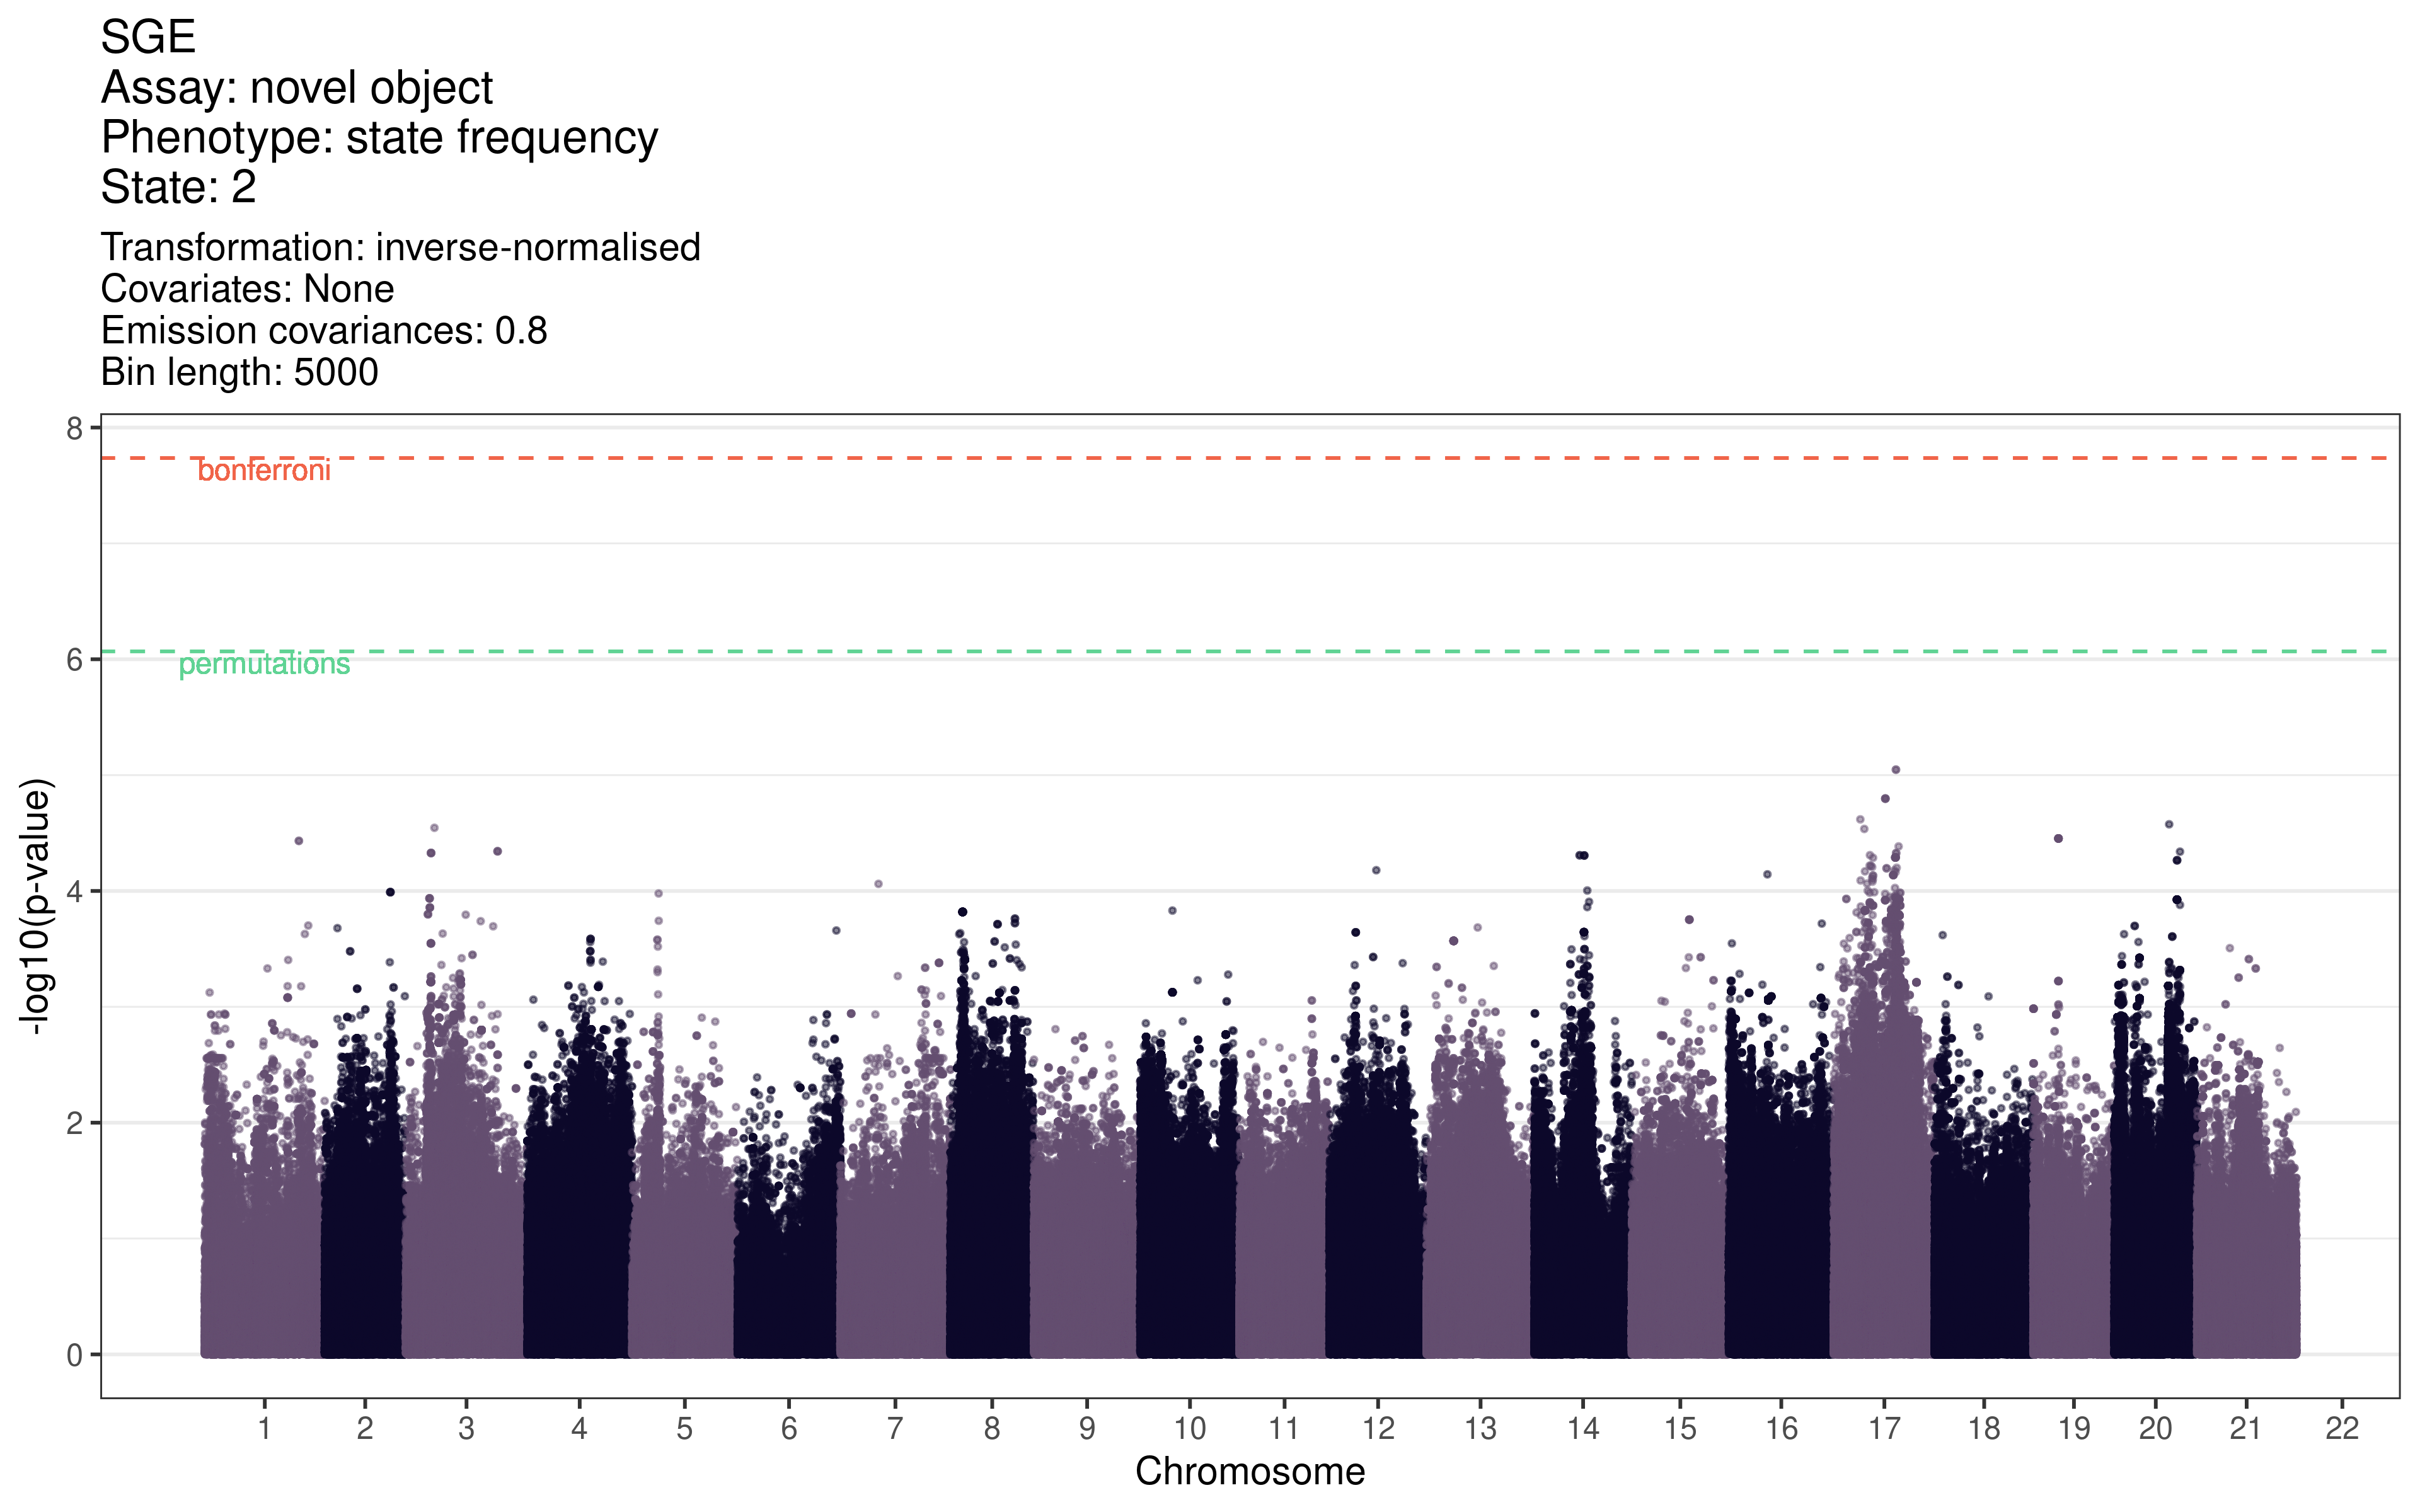 SGE
Assay: novel object
Phenotype: state frequency
State: 2
Transformation: inverse-normalised
Covariates: None
Emission covariances: 0.8
Bin length: 5000
8
bonferroni
6
permutations
4
2
0
-log10(p-value)
1 2 3 4 5 6 7 8 9 10 11 12 13 14 15 16 17 18 19 20 21 22
Chromosome